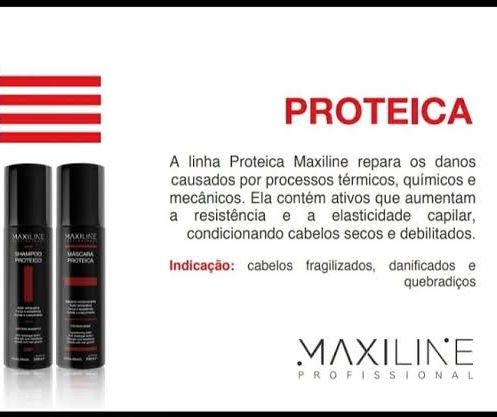 PROTEICA
A linha Proteica Maxiline repara os danos
causados por processos térmicos, químicos e
mecânicos. Ela contém ativos que aumentam
a resistência e a elasticidade capilar,
condicionando cabelos secos e debilitados.
Indicação: cabelos fragilizados, danificados e
quebradiços
MAXILINE
PROFISSIONAL
MAXILINE
SHAMPOO
PROTEICO
MAXILINE
MÁSCARA
PROTEICA